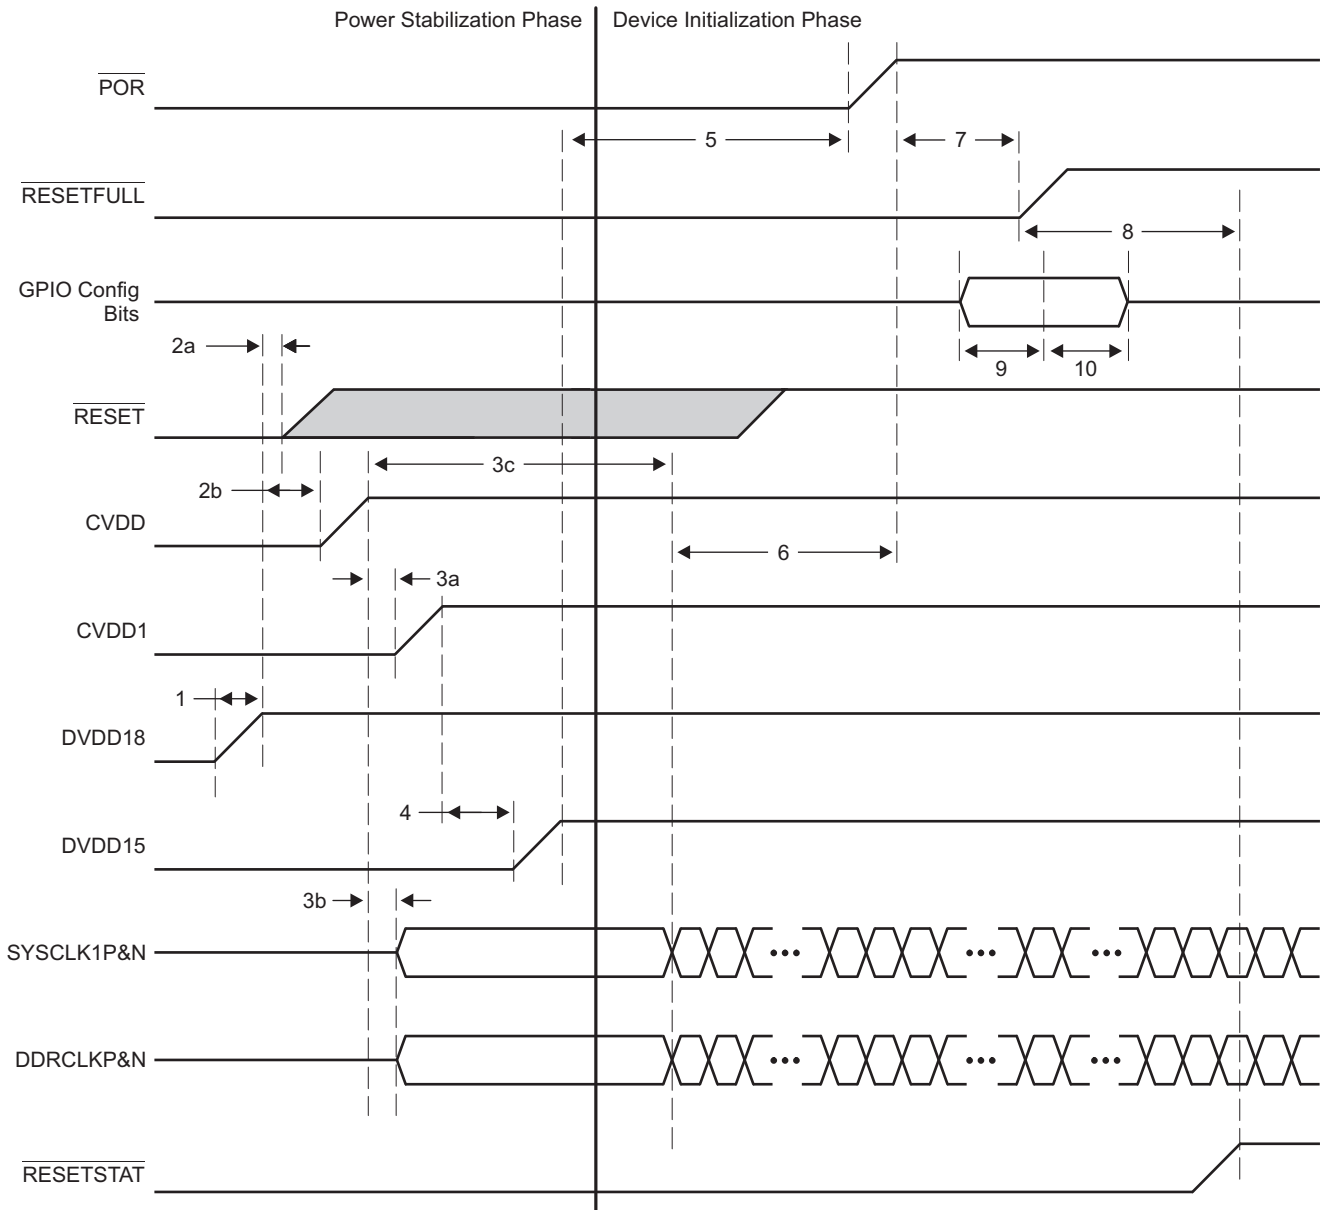 Power Stabilization Phase
Device Initialization Phase
POR
5
7
RESETFULL
8
GPIO Config
Bits
2a
9
10
RESET
3c
2b
CVDD
6
3a
CVDD1
1
DVDD18
4
DVDD15
3b
SYSCLK1P&N
DDRCLKP&N
RESETSTAT